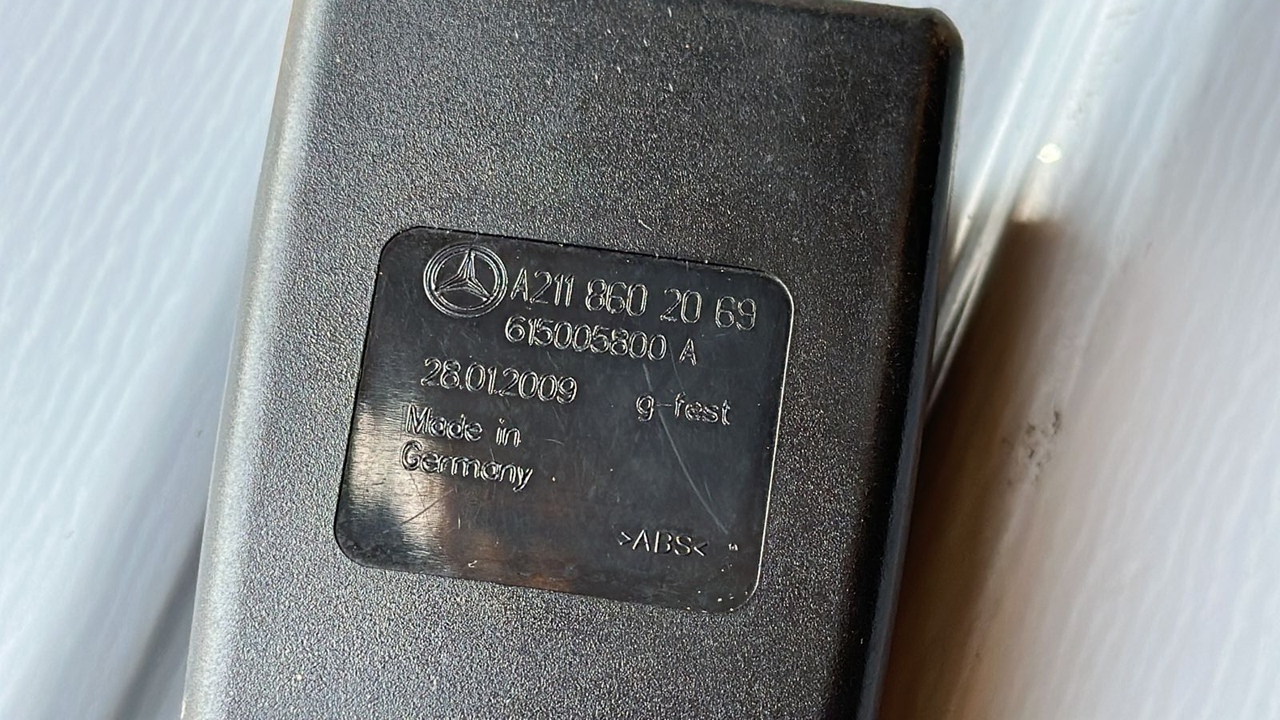 A211 860 20 69
615005800 A
28.01.2009 g-fest
Made in
Germany
>ABS<